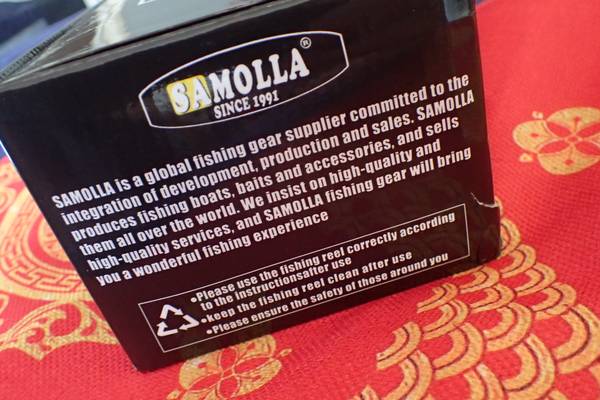 SAMOLLA®
SINCE 1991
SAMOLLA is a global fishing gear supplier committed to the
integration of development, production and sales. SAMOLLA
produces fishing boats, baits and accessories, and sells
them all over the world. We insist on high-quality and
high-quality services, and SAMOLLA fishing gear will bring
you a wonderful fishing experience
•Please use the fishing reel correctly according
to the instructionsafter use
•keep the fishing reel clean after use
•Please ensure the safety of those around you